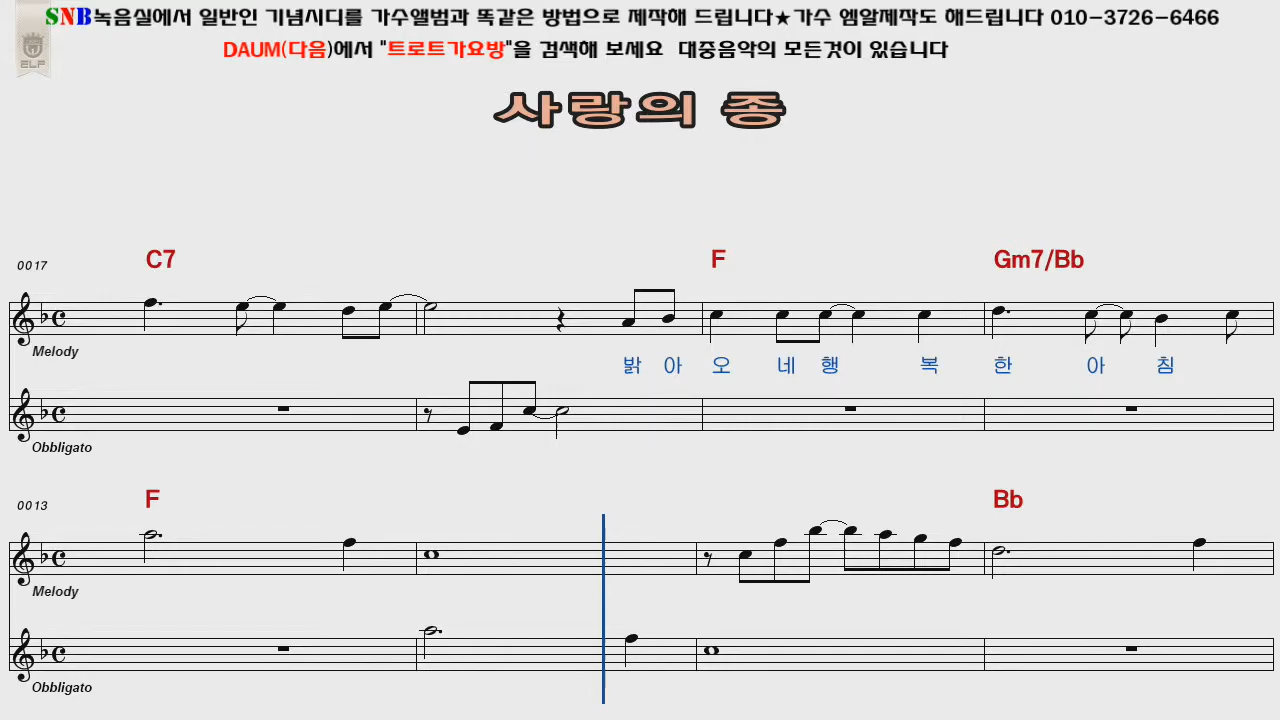 SNB녹음실에서 일반인 기념시디를 가수앨범과 똑같은 방법으로 제작해 드립니다★가수 엠알제작도 해드립니다 010-3726-6466
ELP
DAUM(다음)에서 "트로트가요방"을 검색해 보세요 대중음악의 모든것이 있습니다
사랑의 종
0017 C7 F Gm7/Bb
Melody
밝 아 오 네 행 복 한 아 침
Obbligato
0013 F Bb
Melody
Obbligato